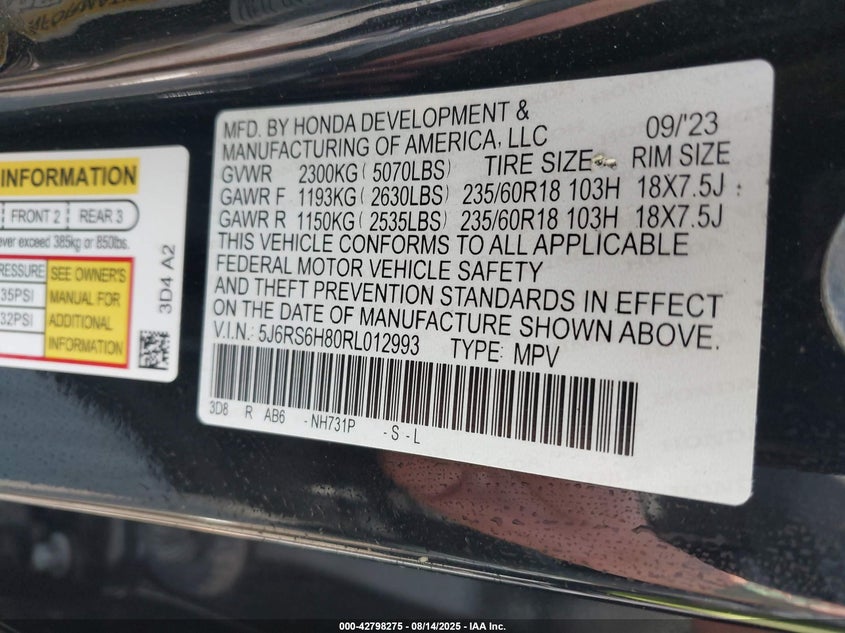 INFORMATION
FRONT 2 | REAR 3
ever exceed 385kg or 850lbs.
PRESSURE
35PSI
32PSI
SEE OWNER'S
MANUAL FOR
ADDITIONAL
INFORMATION
3D4 A2
MFD. BY HONDA DEVELOPMENT &
MANUFACTURING OF AMERICA, LLC 09/'23
GVWR 2300KG ( 5070LBS) TIRE SIZE RIM SIZE
GAWR F 1193KG ( 2630LBS) 235/60R18 103H 18X7.5J
GAWR R 1150KG ( 2535LBS) 235/60R18 103H 18X7.5J
THIS VEHICLE CONFORMS TO ALL APPLICABLE
FEDERAL MOTOR VEHICLE SAFETY
AND THEFT PREVENTION STANDARDS IN EFFECT
ON THE DATE OF MANUFACTURE SHOWN ABOVE.
V.I.N.: 5J6RS6H80RL012993 TYPE: MPV
3D8 R AB6 -NH731P -S-L
000-42798275 - 08/14/2025 - IAA Inc.